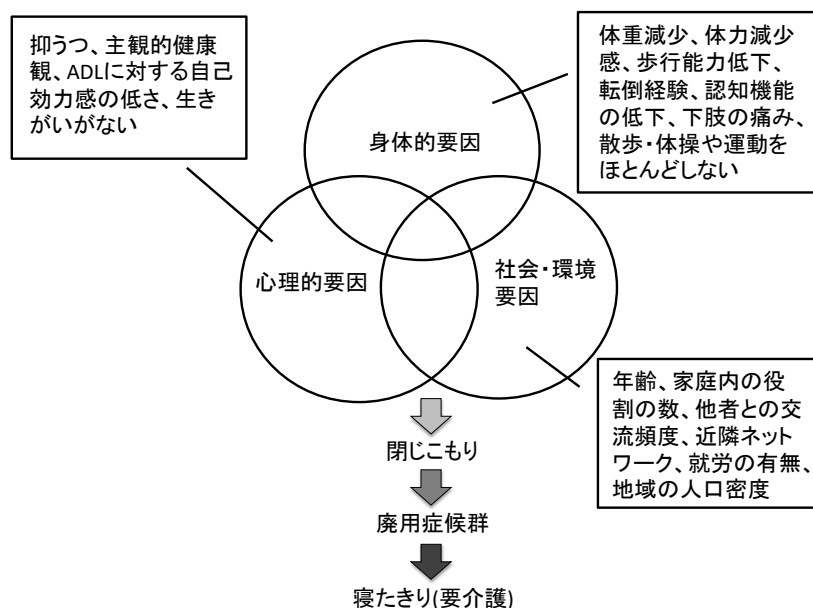 抑うつ、主観的健康
観、ADLに対する自己
効力感の低さ、生き
がいがない
体重減少、体力減少
感、歩行能力低下、
転倒経験、認知機能
の低下、下肢の痛み、
散歩・体操や運動を
ほとんどしない
身体的要因
心理的要因
社会・環境
要因
年齢、家庭内の役
割の数、他者との交
流頻度、近隣ネット
ワーク、就労の有無、
地域の人口密度
閉じこもり
廃用症候群
寝たきり(要介護)